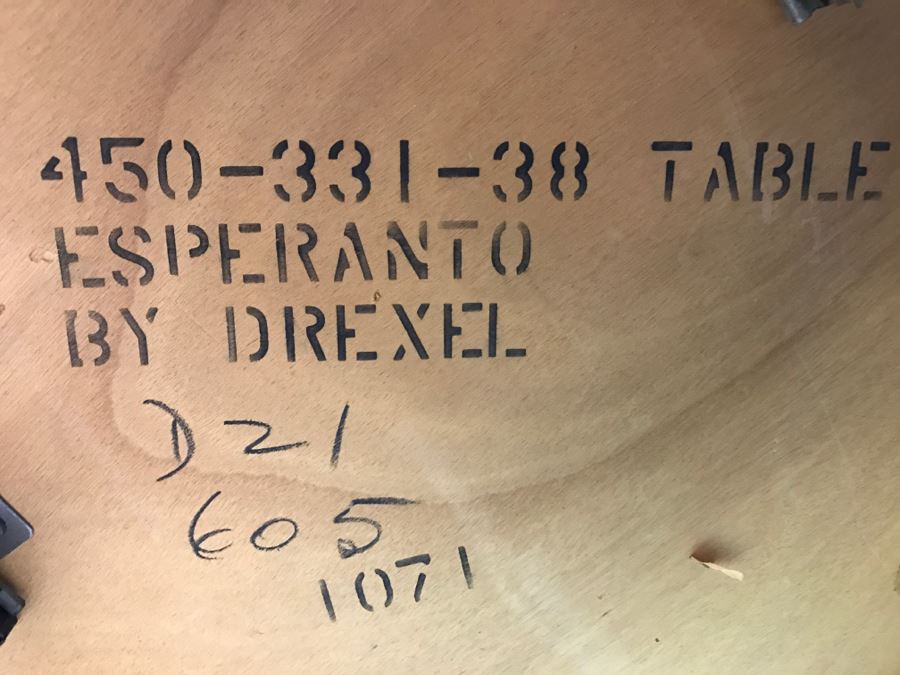 450-331-38 TABLE
ESPERANTO
BY DREXEL
D21
605
1071